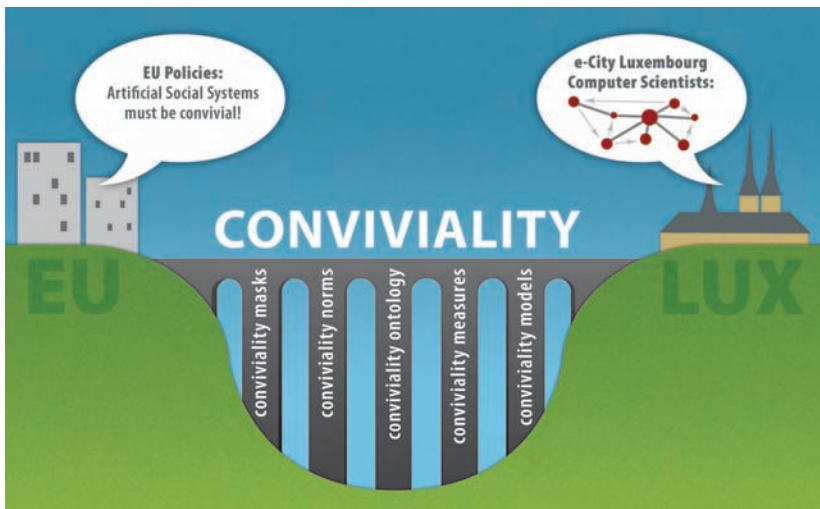 EU Policies:
Artificial Social Systems
must be convivial!
e-City Luxembourg
Computer Scientists:
CONVIVIALITY
EU
LUX
conviviality masks
conviviality norms
conviviality ontology
conviviality measures
conviviality models